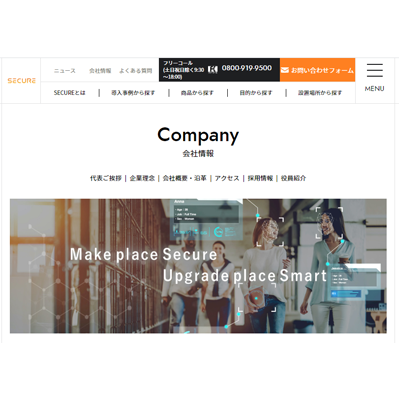 SECURE
ニュース 会社情報 よくある質問
フリーコール
(土日祝日除く9:30
～18:00)
0800-919-9500
お問い合わせフォーム
MENU
SECUREとは 導入事例から探す 商品から探す 目的から探す 設置場所から探す
Company
会社情報
代表ご挨拶 | 企業理念 | 会社概要・沿革 | アクセス | 採用情報 | 役員紹介
Make place Secure
Upgrade place Smart